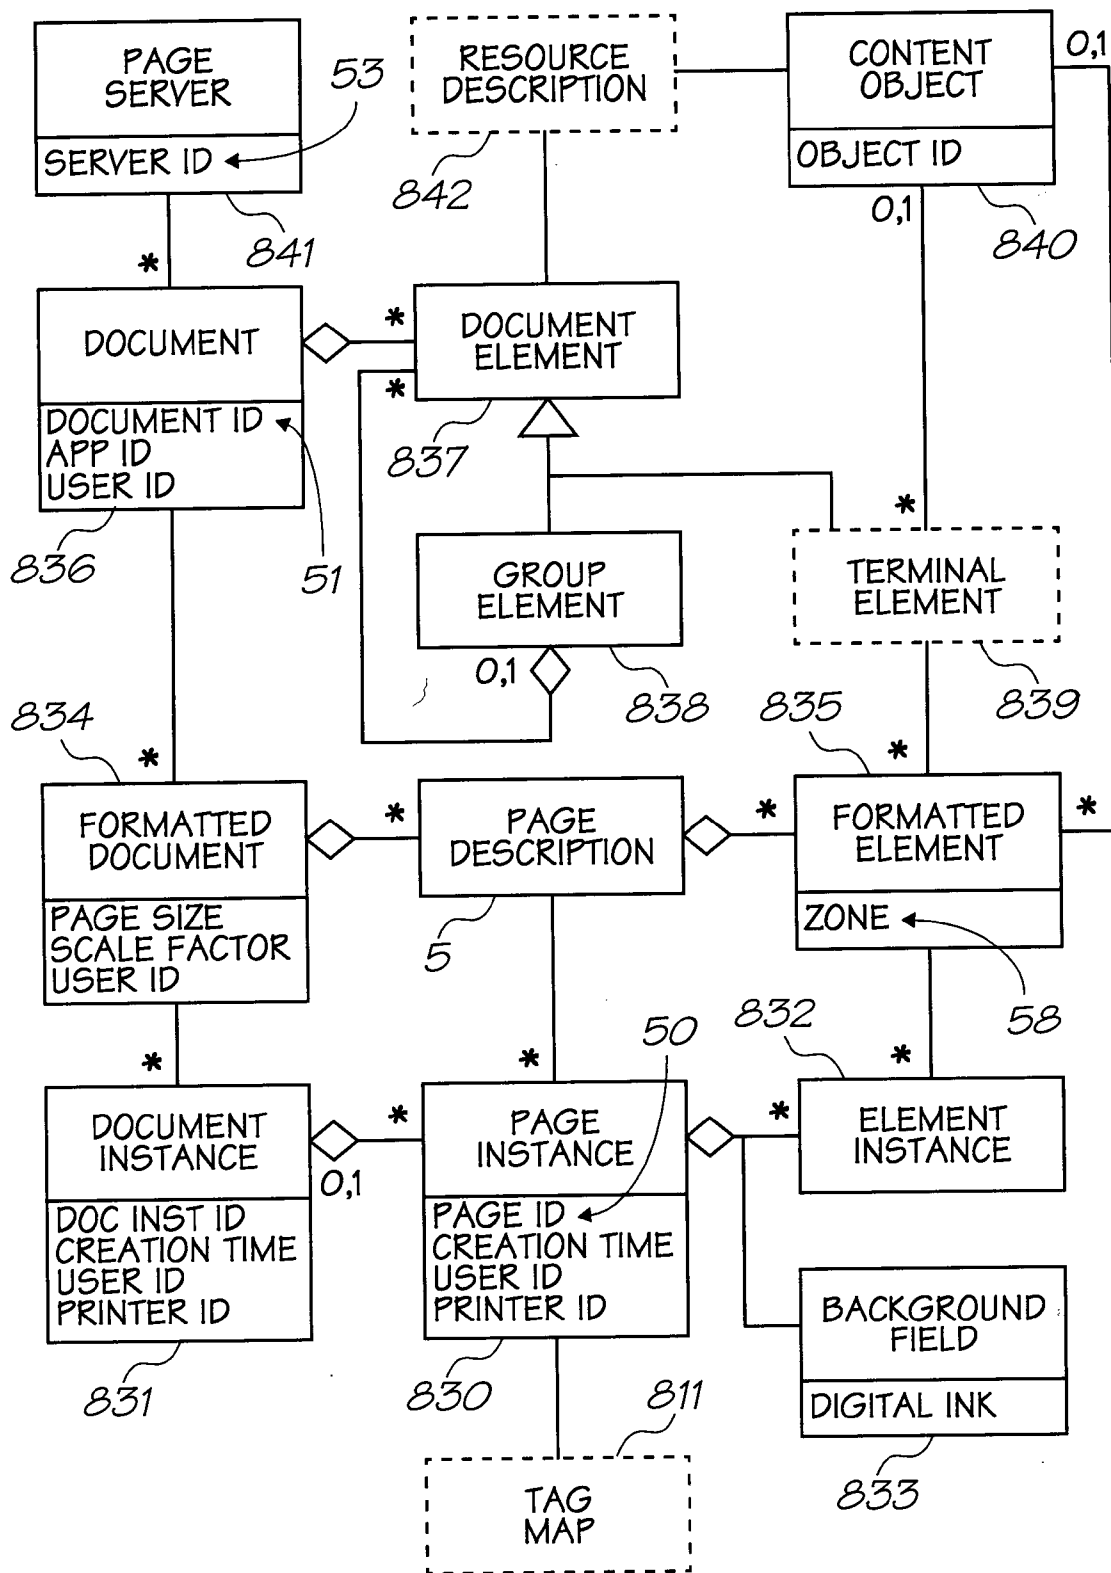 PAGE
SERVER
53
SERVER ID
841
RESOURCE
DESCRIPTION
842
CONTENT
OBJECT
0,1
OBJECT ID
0,1
840
*
DOCUMENT
DOCUMENT ID
APP ID
USER ID
836
51
*
*
DOCUMENT
ELEMENT
837
GROUP
ELEMENT
0,1
838
*
TERMINAL
ELEMENT
839
834
*
FORMATTED
DOCUMENT
PAGE SIZE
SCALE FACTOR
USER ID
*
PAGE
DESCRIPTION
5
835
*
*
FORMATTED
ELEMENT
*
ZONE
58
*
DOCUMENT
INSTANCE
0,1
DOC INST ID
CREATION TIME
USER ID
PRINTER ID
831
50
*
*
PAGE
INSTANCE
PAGE ID
CREATION TIME
USER ID
PRINTER ID
830
832
*
*
ELEMENT
INSTANCE
BACKGROUND
FIELD
DIGITAL INK
833
811
TAG
MAP